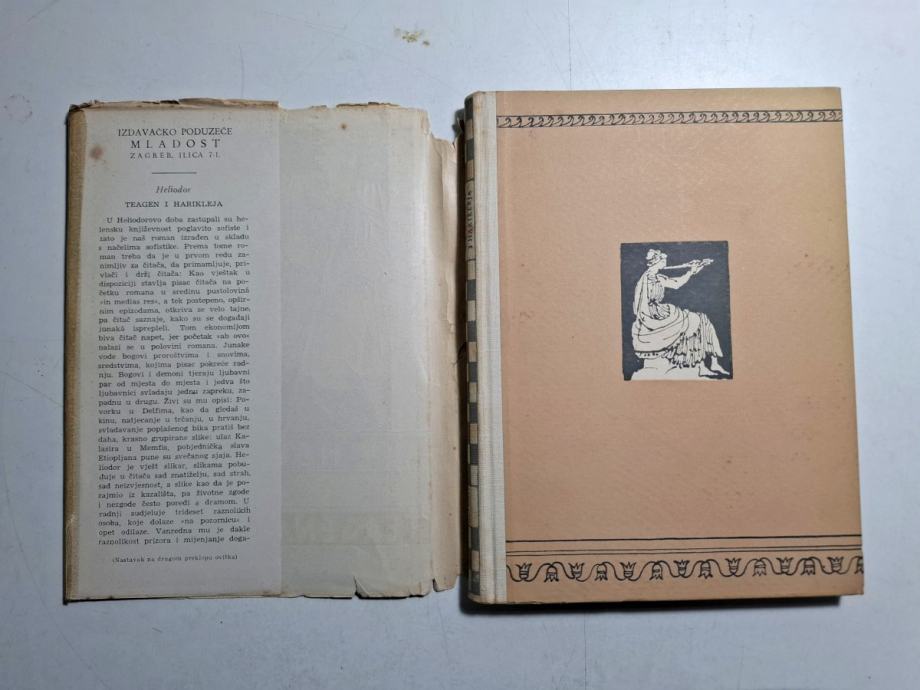 IZDAVAČKO PODUZEĆE
MLADOST
ZAGREB, ILICA 7/I.
Heliodor
TEAGEN I HARIKLEJA
U Heliodorovo doba zastupali su he-
lensku književnost poglavito sofiste i
zato je naš roman izrađen u skladu
s načelima sofistike. Prema tome ro-
man treba da je u prvom redu za-
nimljiv za čitača, da primamljuje, pri-
vlači i drži čitača: Kao vještak u
dispoziciji stavlja pisac čitača na po-
četku romana u sredinu pustolovina
»in medias res«, a tek postepeno, opšir-
nim epizodama, otkriva se velo tajne,
pa čitač saznaje, kako su se događaji
junaka isprepleli. Tom ekonomijom
biva čitač napet, jer početak »ab ovo«
nalazi se u polovini romana. Junake
vode bogovi proroštvima i snovima,
sredstvima, kojima pisac pokreće rad-
nju. Bogovi i demoni tjeraju ljubavni
par od mjesta do mjesta i jedva što
ljubavnici svladaju jednu zapreku, za-
padnu u drugu. Živi su mu opisi: Po-
vorku u Delfima, kao da gledaš u
kinu, natjecanje u trčanju, u hrvanju,
svladavanje poplašenog bika pratiš bez
daha, krasno grupirane slike: ulaz Ka-
lasira u Memfis, pobjednička slava
Etiopljana pune su svečanog sjaja. He-
liodor je vješt slikar, slikama pobu-
đuje u čitača sad znatiželju, sad strah,
sad neizvjesnost, a slike kao da je po-
zajmio iz kazališta, pa životne zgode
i nezgode često poredi s dramom. U
radnji sudjeluje trideset raznolikih
osoba, koje dolaze »na pozornicu« i
opet odilaze. Vanredna mu je dakle
raznolikost prizora i mijenjanje doga-
(Nastavak na drugom preklopu ovitka)
I HARIKLEJA